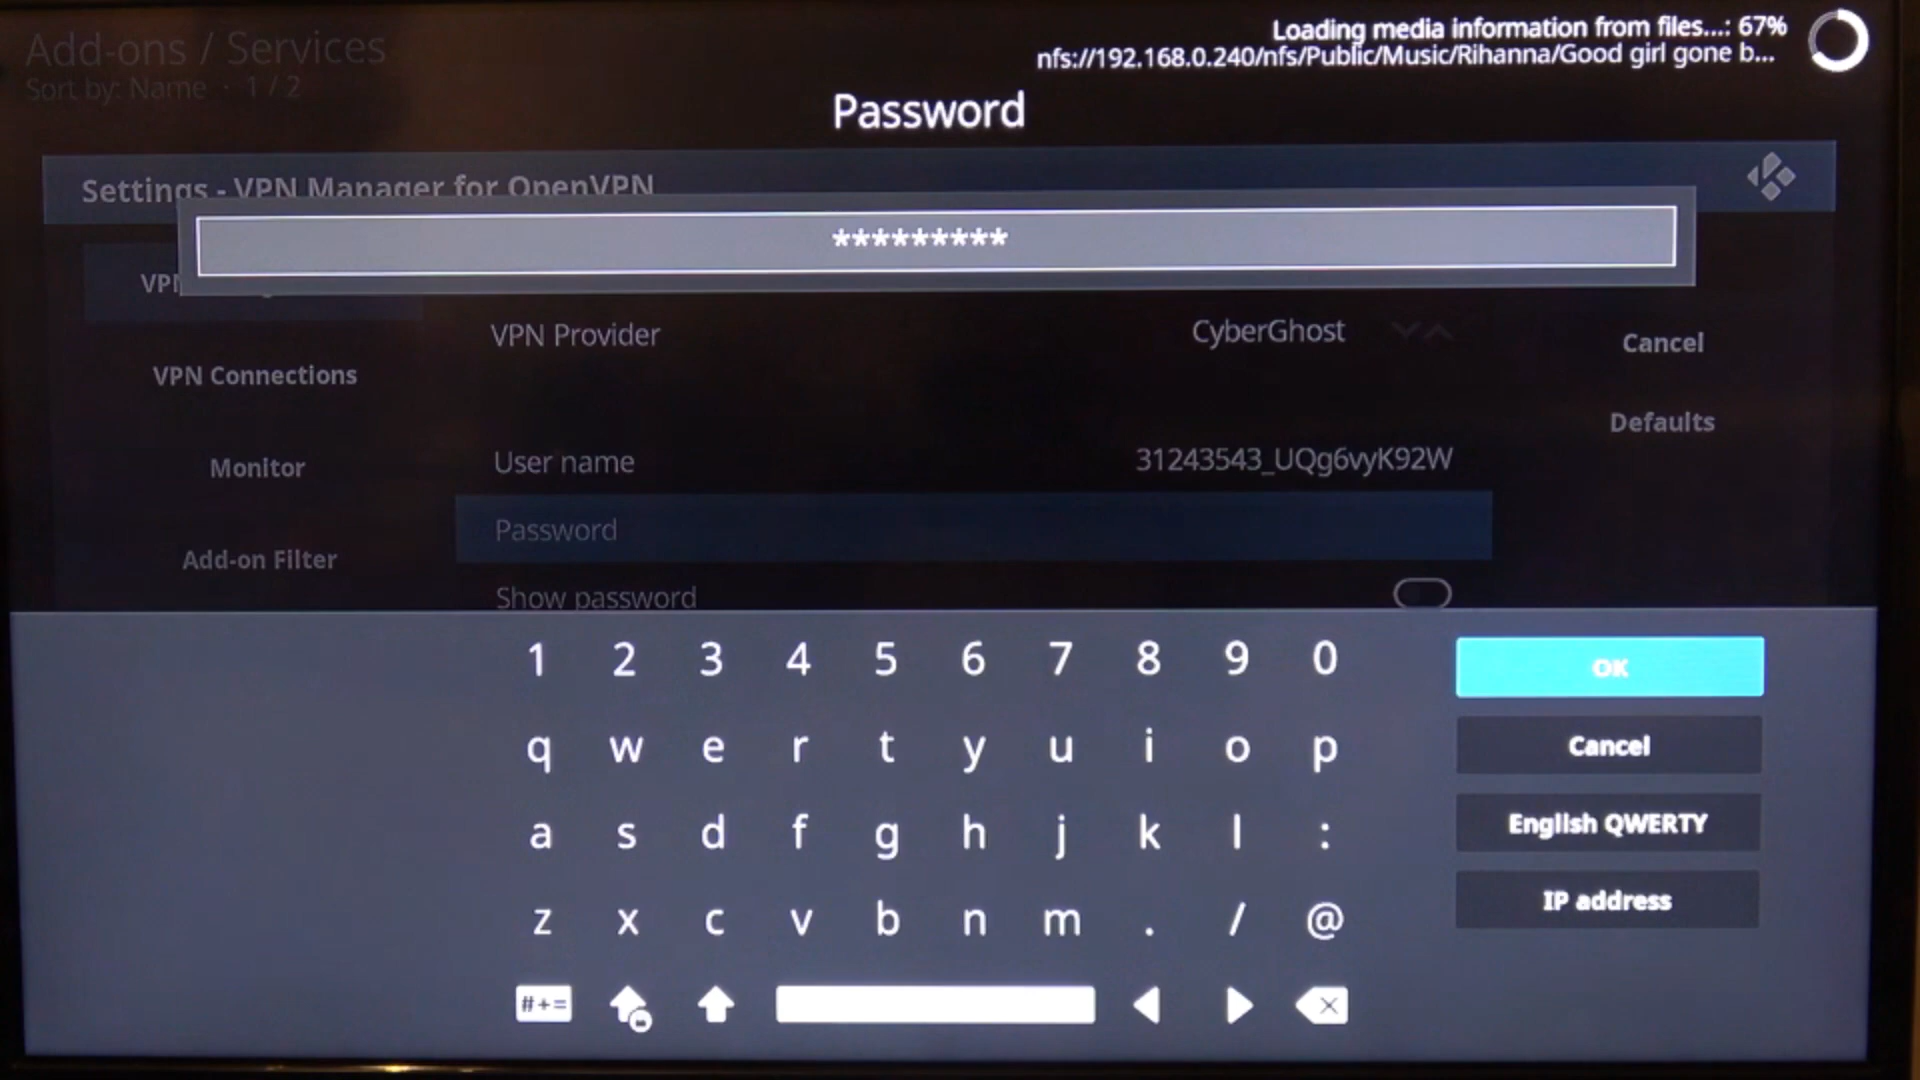 Add-ons / Services
Sort by: Name · 1 / 2
Loading media information from files...: 67%
nfs://192.168.0.240/nfs/Public/Music/Rihanna/Good girl gone b...
Password
Settings - VPN Manager for OpenVPN
*********
VPN Provider
CyberGhost
Cancel
VPN Connections
Defaults
User name
31243543_UQg6vyK92W
Monitor
Password
Add-on Filter
Show password
1 2 3 4 5 6 7 8 9 0
OK
q w e r t y u i o p
Cancel
a s d f g h j k l :
English QWERTY
z x c v b n m . / @
IP address
#+=